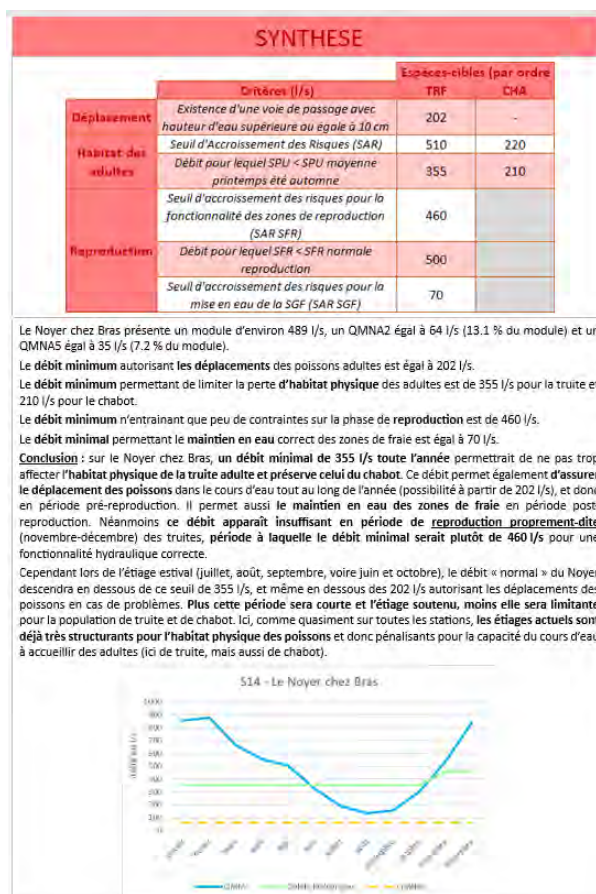 SYNTHESE
Espèces-cibles (par ordre
Critères (l/s) TRF CHA
Déplacement Existence d'une voie de passage avec hauteur d'eau supérieure ou égale à 10 cm 202 -
Habitat des adultes Seuil d'Accroissement des Risques (SAR) 510 220
Débit pour lequel SPU < SPU moyenne printemps été automne 355 210
Reproduction Seuil d'accroissement des risques pour la fonctionnalité des zones de reproduction (SAR SFR) 460
Débit pour lequel SFR < SFR normale reproduction 500
Seuil d'accroissement des risques pour la mise en eau de la SGF (SAR SGF) 70
Le Noyer chez Bras présente un module d'environ 489 l/s, un QMNA2 égal à 64 l/s (13.1 % du module) et un
QMNA5 égal à 35 l/s (7.2 % du module).
Le débit minimum autorisant les déplacements des poissons adultes est égal à 202 l/s.
Le débit minimum permettant de limiter la perte d'habitat physique des adultes est de 355 l/s pour la truite et
210 l/s pour le chabot.
Le débit minimum n'entrainant que peu de contraintes sur la phase de reproduction est de 460 l/s.
Le débit minimal permettant le maintien en eau correct des zones de fraie est égal à 70 l/s.
Conclusion : sur le Noyer chez Bras, un débit minimal de 355 l/s toute l'année permettrait de ne pas trop
affecter l'habitat physique de la truite adulte et préserve celui du chabot. Ce débit permet également d'assurer
le déplacement des poissons dans le cours d'eau tout au long de l'année (possibilité à partir de 202 l/s), et donc
en période pré-reproduction. Il permet aussi le maintien en eau des zones de fraie en période post
reproduction. Néanmoins ce débit apparaît insuffisant en période de reproduction proprement-dite
(novembre-décembre) des truites, période à laquelle le débit minimal serait plutôt de 460 l/s pour une
fonctionnalité hydraulique correcte.
Cependant lors de l'étiage estival (juillet, août, septembre, voire juin et octobre), le débit « normal » du Noyer
descendra en dessous de ce seuil de 355 l/s, et même en dessous des 202 l/s autorisant les déplacements des
poissons en cas de problèmes. Plus cette période sera courte et l'étiage soutenu, moins elle sera limitante
pour la population de truite et de chabot. Ici, comme quasiment sur toutes les stations, les étiages actuels sont
déjà très structurants pour l'habitat physique des poissons et donc pénalisants pour la capacité du cours d'eau
à accueillir des adultes (ici de truite, mais aussi de chabot).
S14 - Le Noyer chez Bras
1000
900
800
700
600
500
400
300
200
100
0